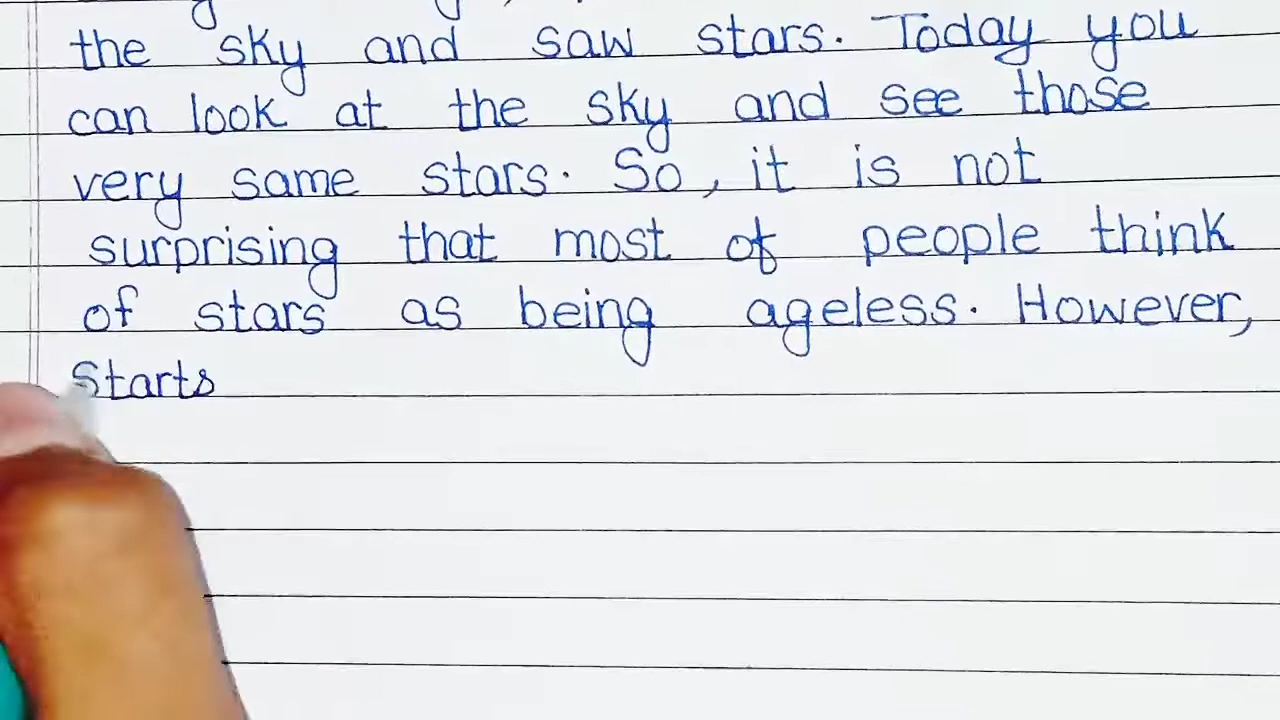 the sky and saw stars. Today you
can look at the sky and see those
very same stars. So, it is not
surprising that most of people think
of stars as being ageless. However,
Starts